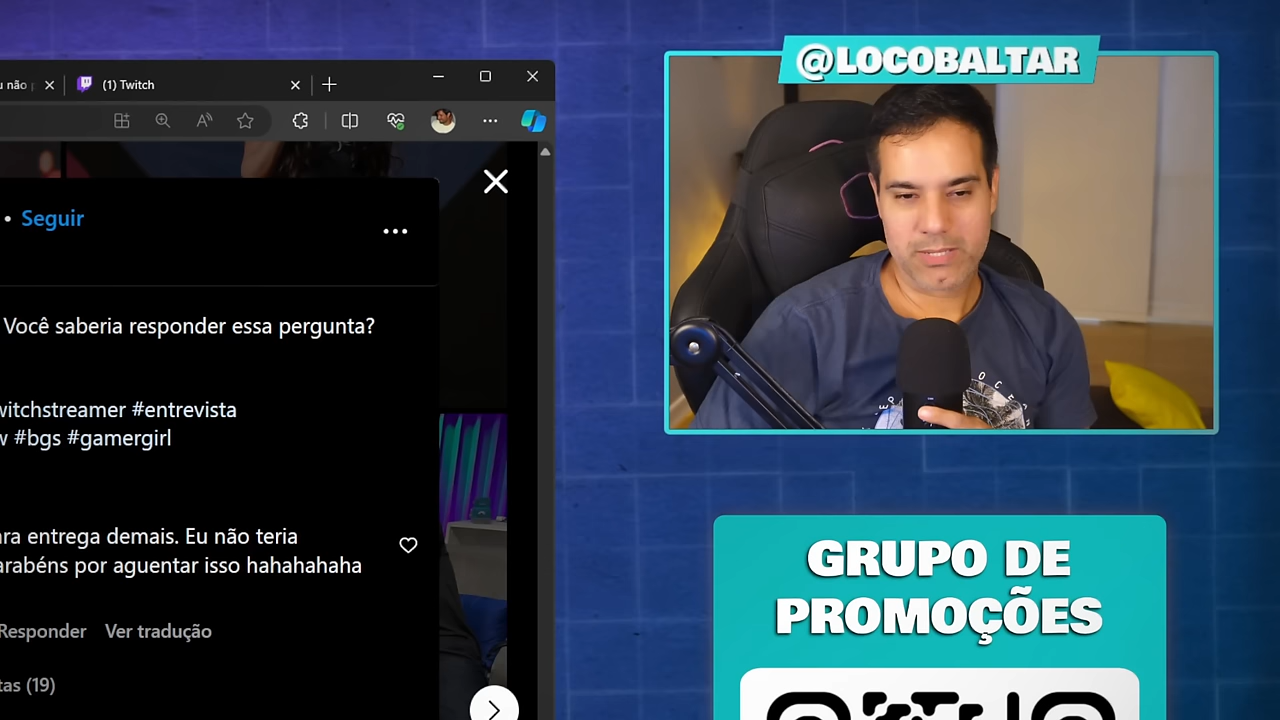 (1) Twitch
• Seguir
Você saberia responder essa pergunta?
witchstreamer #entrevista
w #bgs #gamergirl
ara entrega demais. Eu não teria
arabéns por aguentar isso hahahahaha
Responder Ver tradução
tas (19)
@LOCOBALTAR
GRUPO DE
PROMOÇÕES